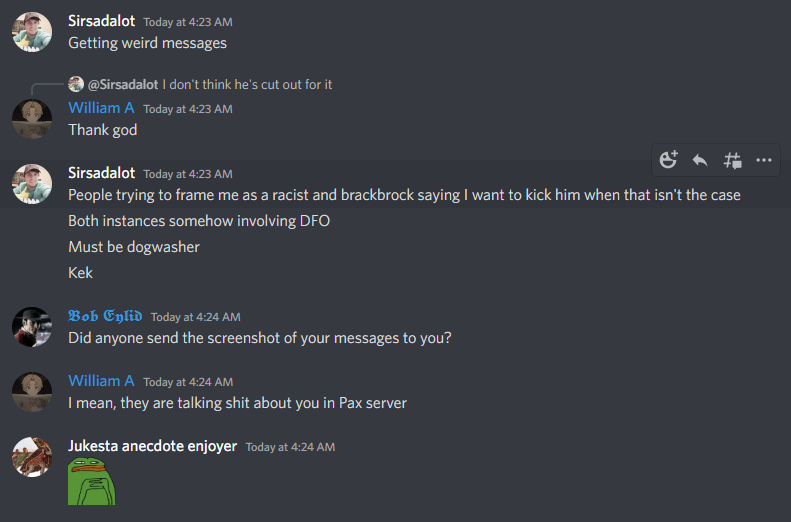 Sirsadalot Today at 4:23 AM
Getting weird messages
@Sirsadalot I don't think he's cut out for it
William A Today at 4:23 AM
Thank god
Sirsadalot Today at 4:23 AM
People trying to frame me as a racist and brackbrock saying I want to kick him when that isn't the case
Both instances somehow involving DFO
Must be dogwasher
Kek
𝕭𝖔𝖇 𝕰𝖞𝖑𝖎𝖉 Today at 4:24 AM
Did anyone send the screenshot of your messages to you?
William A Today at 4:24 AM
I mean, they are talking shit about you in Pax server
Jukesta anecdote enjoyer Today at 4:24 AM